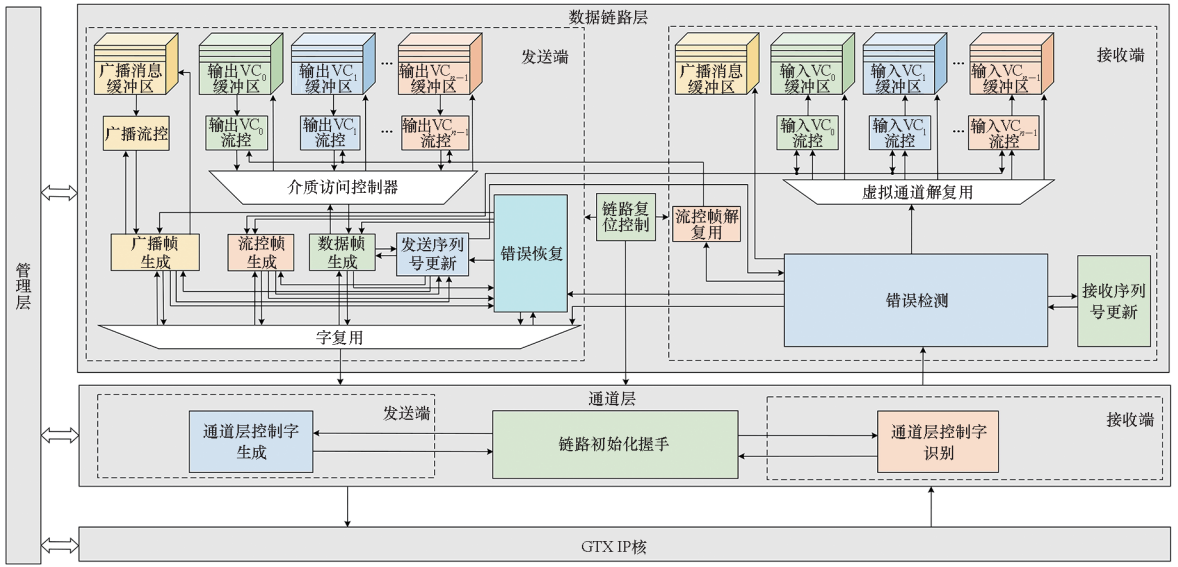 数据链路层
发送端
接收端
广播消息
缓冲区
输出VC0
缓冲区
输出VC1
缓冲区
…
输出VCn−1
缓冲区
广播消息
缓冲区
输入VC0
缓冲区
输入VC1
缓冲区
…
输入VCn−1
缓冲区
广播流控
输出VC0
流控
输出VC1
流控
…
输出VCn−1
流控
输入VC0
流控
输入VC1
流控
…
输入VCn−1
流控
介质访问控制器
虚拟通道解复用
链路复
位控制
流控帧解
复用
广播帧
生成
流控帧
生成
数据帧
生成
发送序列
号更新
错误恢复
错误检测
接收序列
号更新
字复用
管理层
通道层
发送端
接收端
通道层控制字
生成
链路初始化握手
通道层控制字
识别
GTX IP核